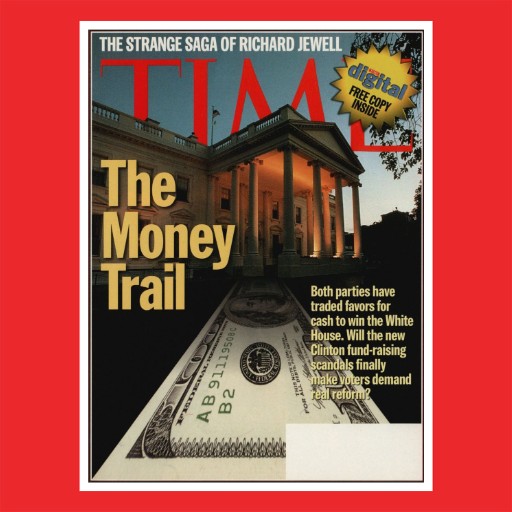 THE STRANGE SAGA OF RICHARD JEWELL
TIME
TIME
digital
FREE COPY
INSIDE
The
Money
Trail
Both parties have
traded favors for
cash to win the White
House. Will the new
Clinton fund-raising
scandals finally
make voters demand
real reform?
AB91119508
B2